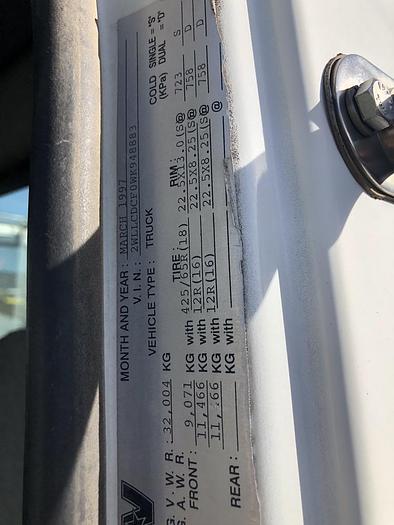 MONTH AND YEAR: MARCH 1997
V.I.N.: 2WLLCDCF0WK948883
VEHICLE TYPE: TRUCK
COLD (KPa) SINGLE = "S" DUAL = "D"
G. V. W. R.: 32,004 KG TIRE: RIM:
G. A. W. R.
FRONT: 9,071 KG with 425/65R(18) 22.5X13.0(S@ 723 S
11,466 KG with 12R(16) 22.5X8.25(S@ 758 D
11,466 KG with 12R(16) 22.5X8.25(S@ 758 D
REAR: KG with @